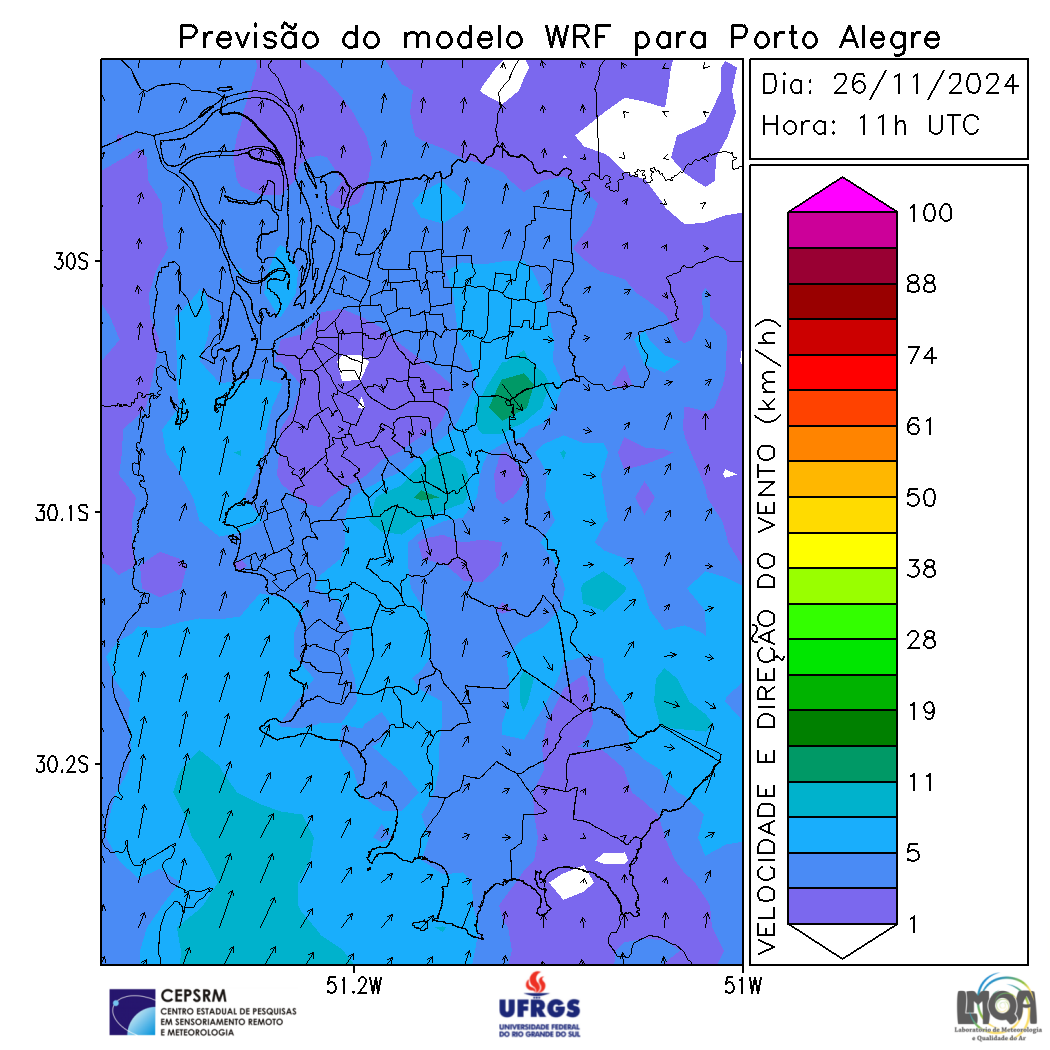 Previsão do modelo WRF para Porto Alegre
Dia: 26/11/2024
Hora: 11h UTC
30S
30.1S
30.2S
51.2W
51W
VELOCIDADE E DIREÇÃO DO VENTO (km/h)
100
88
74
61
50
38
28
19
11
5
1
CEPSRM
CENTRO ESTADUAL DE PESQUISAS
EM SENSORIAMENTO REMOTO
E METEOROLOGIA
UFRGS
UNIVERSIDADE FEDERAL
DO RIO GRANDE DO SUL
LMQA
Laboratório de Meteorologia
e Qualidade do Ar